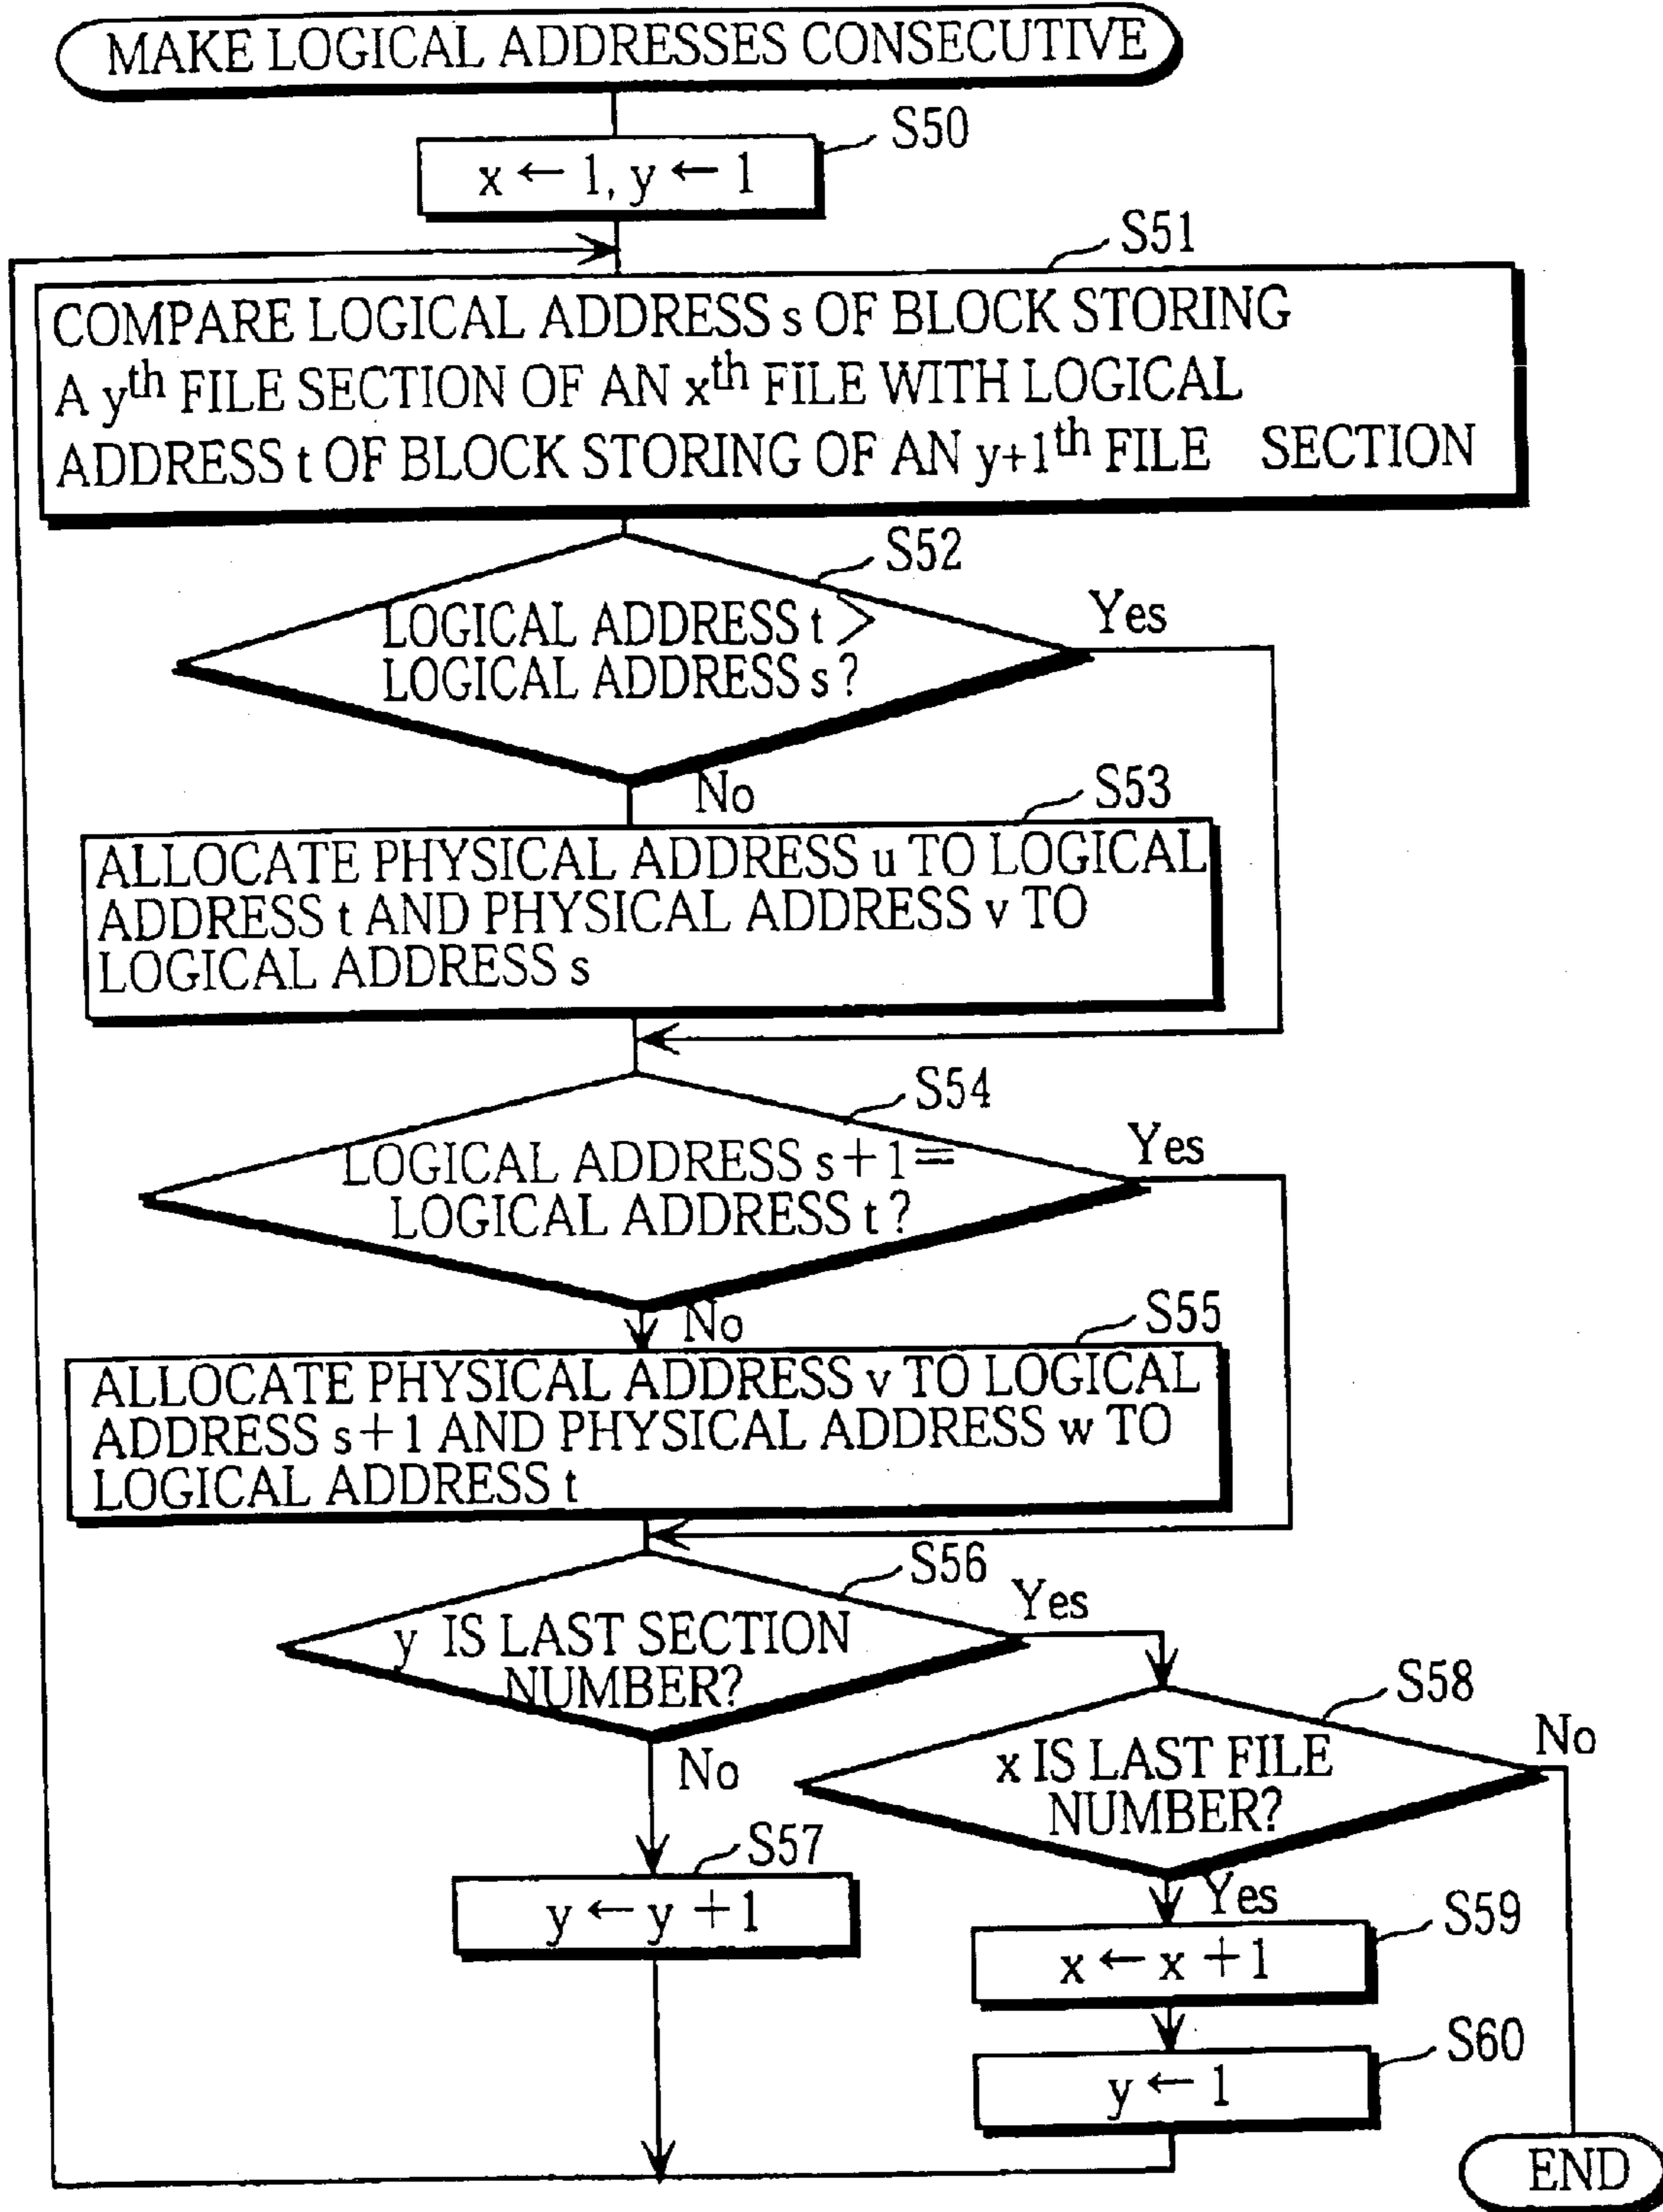 MAKE LOGICAL ADDRESSES CONSECUTIVE
S50
x ← 1, y ← 1
S51
COMPARE LOGICAL ADDRESS s OF BLOCK STORING
A yth FILE SECTION OF AN xth FILE WITH LOGICAL
ADDRESS t OF BLOCK STORING OF AN y+1th FILE SECTION
S52
LOGICAL ADDRESS t >
LOGICAL ADDRESS s ?
Yes
No
S53
ALLOCATE PHYSICAL ADDRESS u TO LOGICAL
ADDRESS t AND PHYSICAL ADDRESS v TO
LOGICAL ADDRESS s
S54
LOGICAL ADDRESS s+1=
LOGICAL ADDRESS t ?
Yes
No
S55
ALLOCATE PHYSICAL ADDRESS v TO LOGICAL
ADDRESS s+1 AND PHYSICAL ADDRESS w TO
LOGICAL ADDRESS t
S56
y IS LAST SECTION
NUMBER?
Yes
No
S58
x IS LAST FILE
NUMBER?
No
Yes
S57
y ← y +1
S59
x ← x +1
S60
y ← 1
END